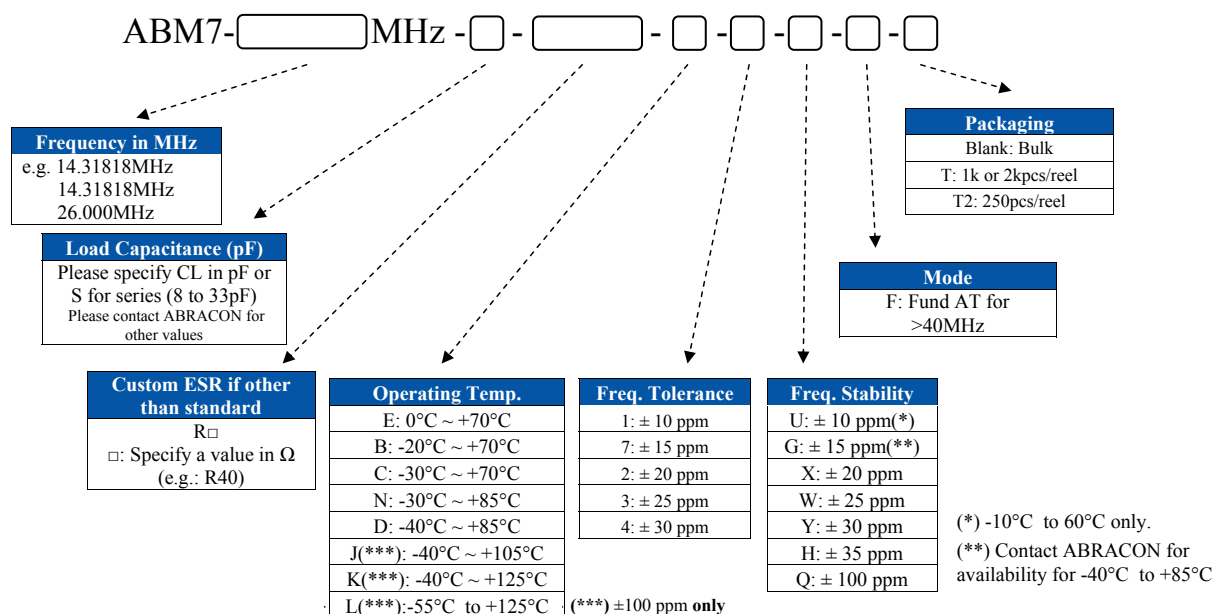 ABM7- MHz - - - - - - -
Frequency in MHz
e.g. 14.31818MHz
14.31818MHz
26.000MHz
Load Capacitance (pF)
Please specify CL in pF or
S for series (8 to 33pF)
Please contact ABRACON for
other values
Custom ESR if other
than standard
R□
□: Specify a value in Ω
(e.g.: R40)
Operating Temp.
E: 0°C ~ +70°C
B: -20°C ~ +70°C
C: -30°C ~ +70°C
N: -30°C ~ +85°C
D: -40°C ~ +85°C
J(***): -40°C ~ +105°C
K(***): -40°C ~ +125°C
L(***):-55°C to +125°C
(***) ±100 ppm only
Freq. Tolerance
1: ± 10 ppm
7: ± 15 ppm
2: ± 20 ppm
3: ± 25 ppm
4: ± 30 ppm
Freq. Stability
U: ± 10 ppm(*)
G: ± 15 ppm(**)
X: ± 20 ppm
W: ± 25 ppm
Y: ± 30 ppm
H: ± 35 ppm
Q: ± 100 ppm
(*) -10°C to 60°C only.
(**) Contact ABRACON for
availability for -40°C to +85°C
Mode
F: Fund AT for
>40MHz
Packaging
Blank: Bulk
T: 1k or 2kpcs/reel
T2: 250pcs/reel